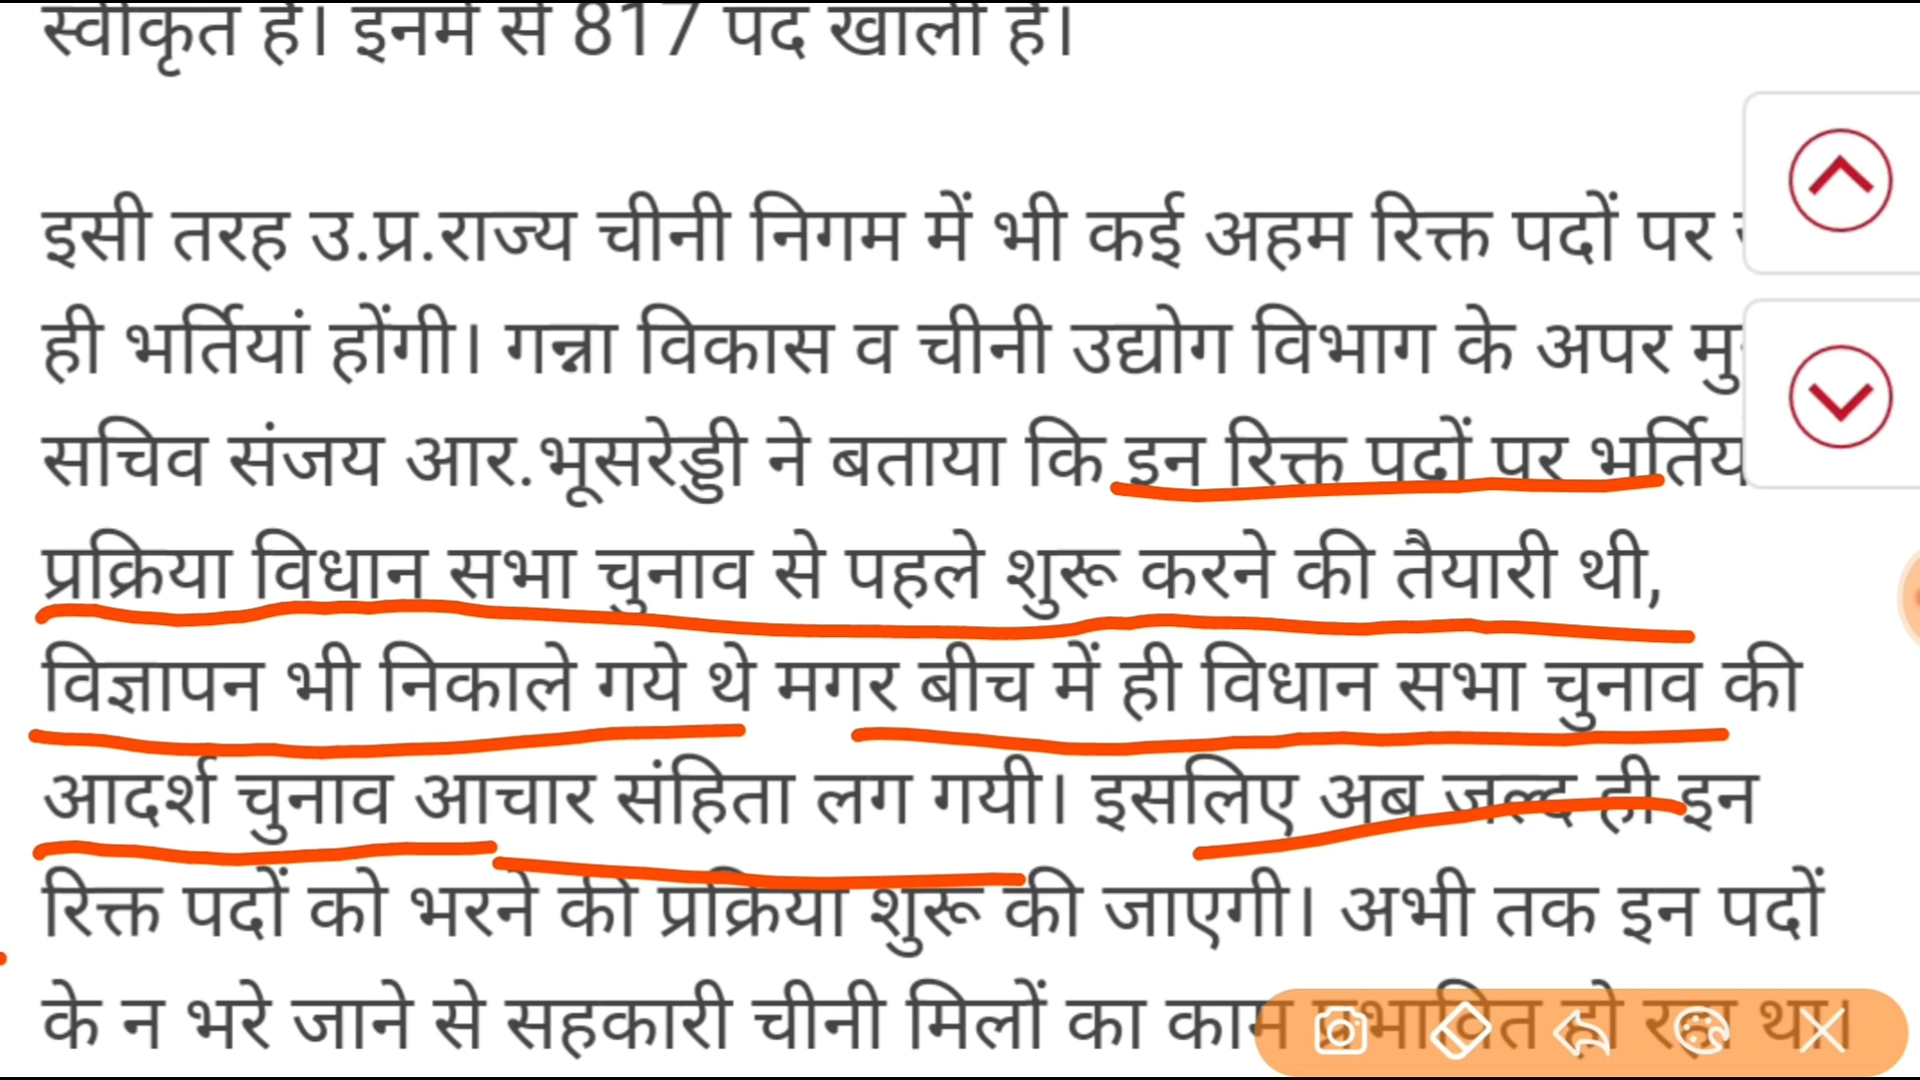 स्वीकृत हैं। इनमें से 817 पद खाली हैं।
इसी तरह उ.प्र.राज्य चीनी निगम में भी कई अहम रिक्त पदों पर
ही भर्तियां होंगी। गन्ना विकास व चीनी उद्योग विभाग के अपर
सचिव संजय आर.भूसरेड्डी ने बताया कि इन रिक्त पदों पर
प्रक्रिया विधान सभा चुनाव से पहले शुरू करने की तैयारी थी,
विज्ञापन भी निकाले गये थे मगर बीच में ही विधान सभा चुनाव की
आदर्श चुनाव आचार संहिता लग गयी। इसलिए अब जल्द ही इन
रिक्त पदों को भरने की प्रक्रिया शुरू की जाएगी। अभी तक इन पदों
के न भरे जाने से सहकारी चीनी मिलों का काम प्रभावित हो रहा था।